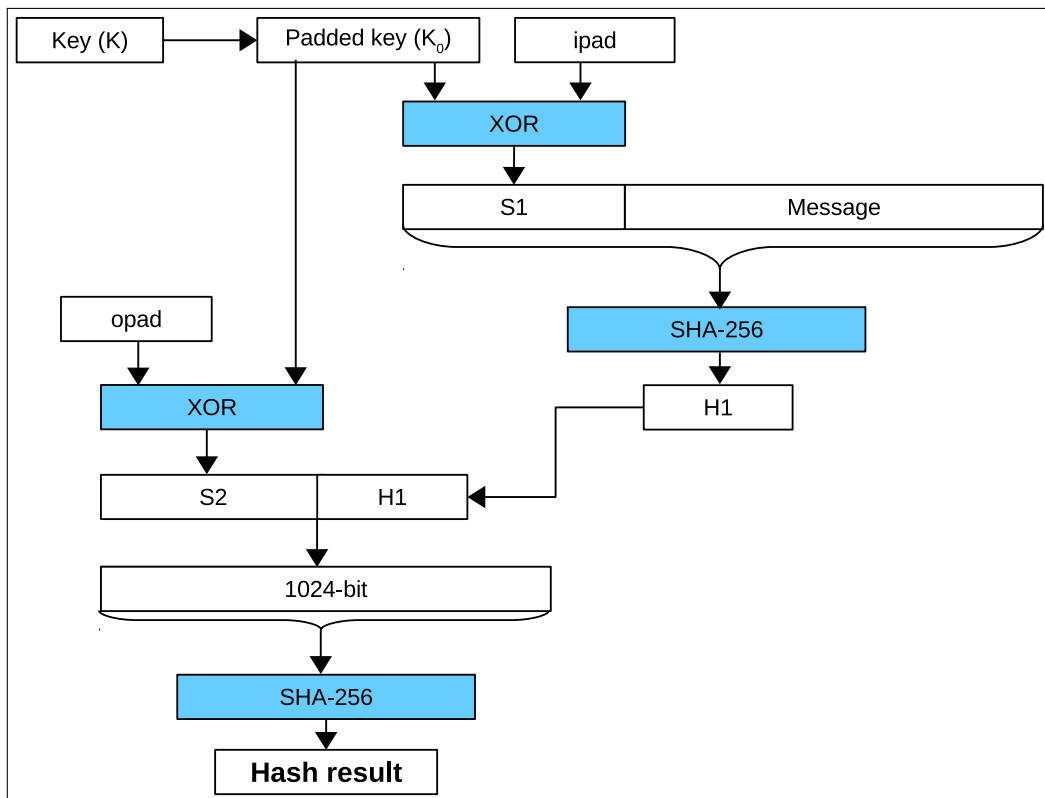 Key (K)
Padded key (K₀)
ipad
XOR
S1
Message
opad
SHA-256
XOR
H1
S2
H1
1024-bit
SHA-256
Hash result